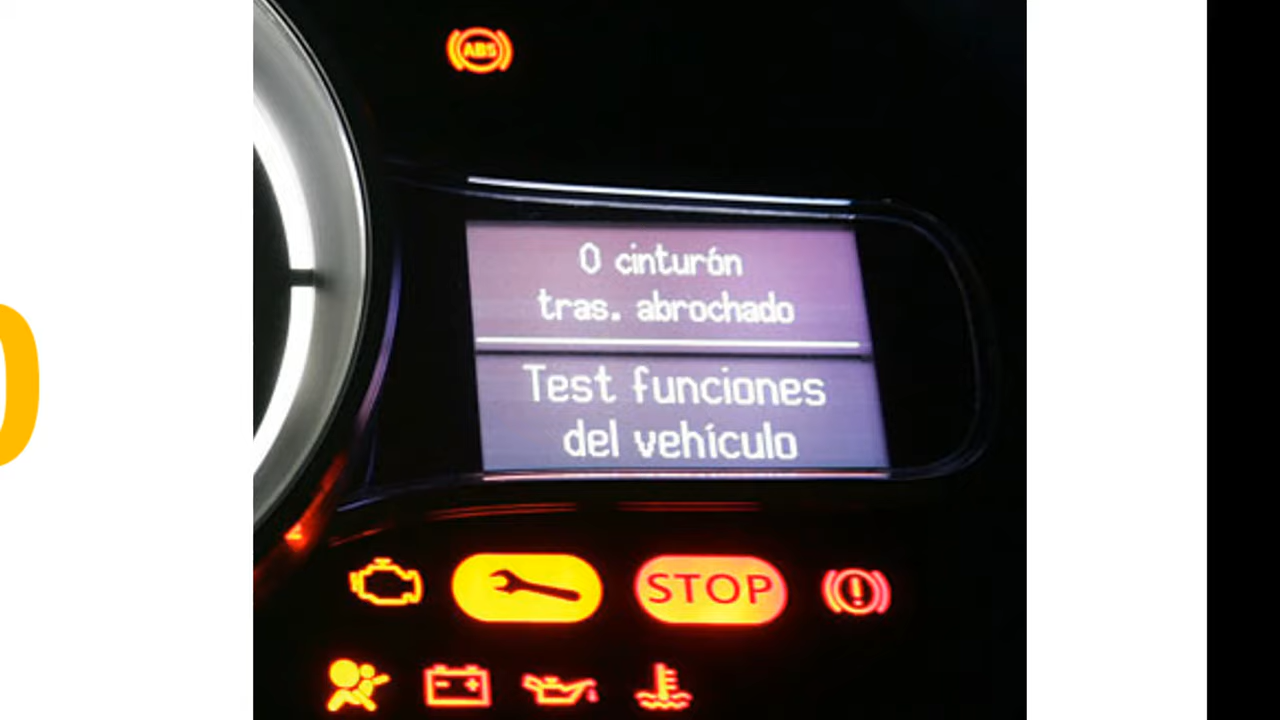 ABS
0 cinturón
tras. abrochado
Test funciones
del vehículo
STOP